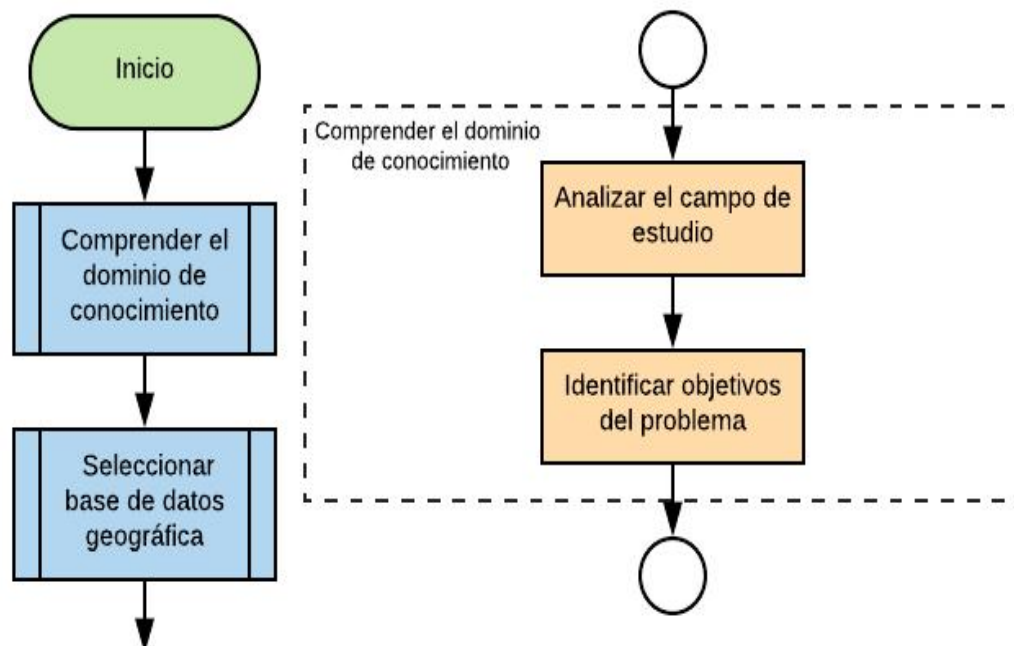 Inicio
Comprender el
dominio de
conocimiento
Seleccionar
base de datos
geográfica
Comprender el dominio
de conocimiento
Analizar el campo de
estudio
Identificar objetivos
del problema